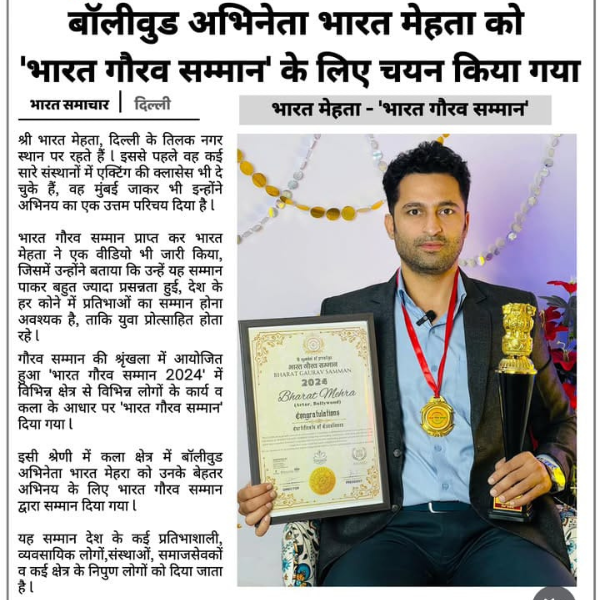 बॉलीवुड अभिनेता भारत मेहता को
'भारत गौरव सम्मान' के लिए चयन किया गया
भारत समाचार | दिल्ली
भारत मेहता - 'भारत गौरव सम्मान'
श्री भारत मेहता, दिल्ली के तिलक नगर
स्थान पर रहते हैं l इससे पहले वह कई
सारे संस्थानों में एक्टिंग की क्लासेस भी दे
चुके हैं, वह मुंबई जाकर भी इन्होंने
अभिनय का एक उत्तम परिचय दिया है l
भारत गौरव सम्मान प्राप्त कर भारत
मेहता ने एक वीडियो भी जारी किया,
जिसमें उन्होंने बताया कि उन्हें यह सम्मान
पाकर बहुत ज्यादा प्रसन्नता हुई, देश के
हर कोने में प्रतिभाओं का सम्मान होना
अवश्यक है, ताकि युवा प्रोत्साहित होता
रहे l
गौरव सम्मान की श्रृंखला में आयोजित
हुआ 'भारत गौरव सम्मान 2024' में
विभिन्न क्षेत्र से विभिन्न लोगों के कार्य व
कला के आधार पर 'भारत गौरव सम्मान'
दिया गया l
इसी श्रेणी में कला क्षेत्र में बॉलीवुड
अभिनेता भारत मेहरा को उनके बेहतर
अभिनय के लिए भारत गौरव सम्मान
द्वारा सम्मान दिया गया l
यह सम्मान देश के कई प्रतिभाशाली,
व्यवसायिक लोगों,संस्थाओं, समाजसेवकों
व कई क्षेत्र के निपुण लोगों को दिया जाता
है l
भारत गौरव सम्मान
BHARAT GAURAV SAMMAN
2024
Bharat Mehra
(Actor, Bollywood)
Congratulations
Certificate of Excellence